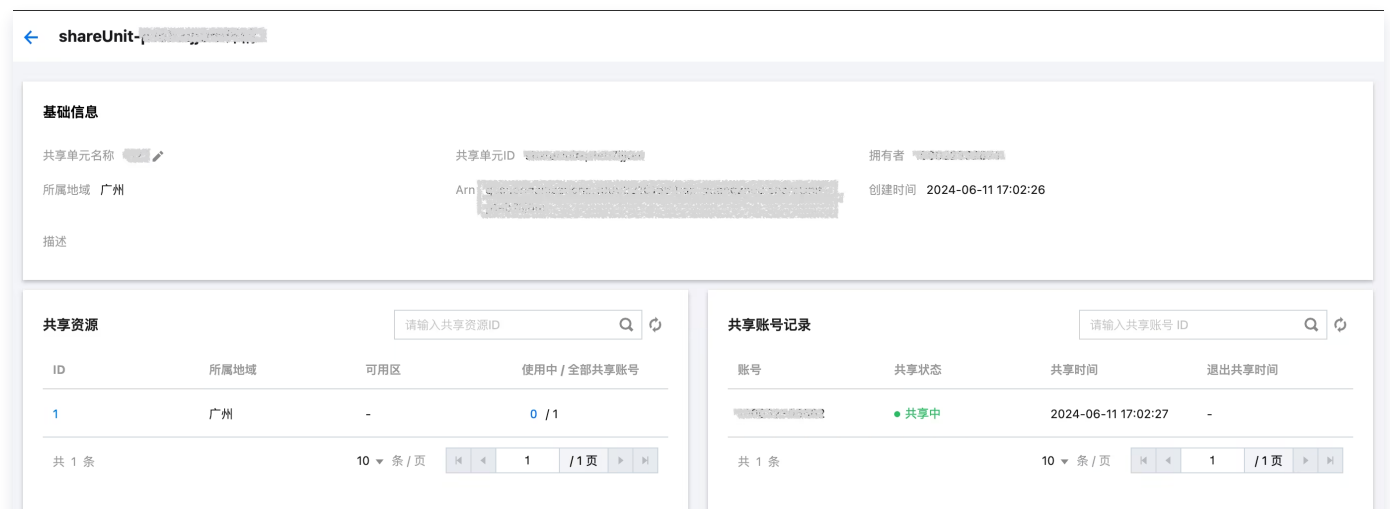 shareUnit-
基础信息
共享单元名称 共享单元ID 拥有者
所属地域 广州 Arn 创建时间 2024-06-11 17:02:26
描述
共享资源 请输入共享资源ID
ID 所属地域 可用区 使用中 / 全部共享账号
1 广州 - 0 / 1
共 1 条 10 条 / 页 1 / 1 页
共享账号记录 请输入共享账号 ID
账号 共享状态 共享时间 退出共享时间
共享中 2024-06-11 17:02:27 -
共 1 条 10 条 / 页 1 / 1 页